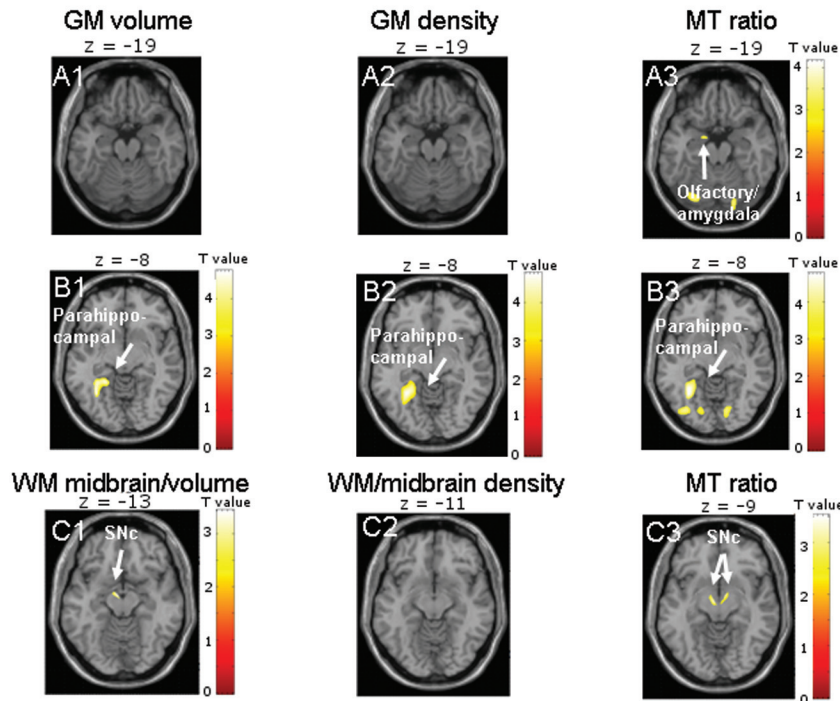 GM volume GM density MT ratio
z = -19 z = -19 z = -19 T value
A1 A2 A3 4
3
2
Olfactory/
amygdala 1
0
z = -8 T value z = -8 T value z = -8 T value
B1 B2 B3
4 4 4
Parahippo-
campal Parahippo-
campal Parahippo-
campal
3 3 3
2 2 2
1 1 1
0 0 0
WM midbrain/volume WM/midbrain density MT ratio
z = -13 T value z = -11 z = -9 T value
C1 SNc C2 C3 SNc
3 3
2 2
1 1
0 0